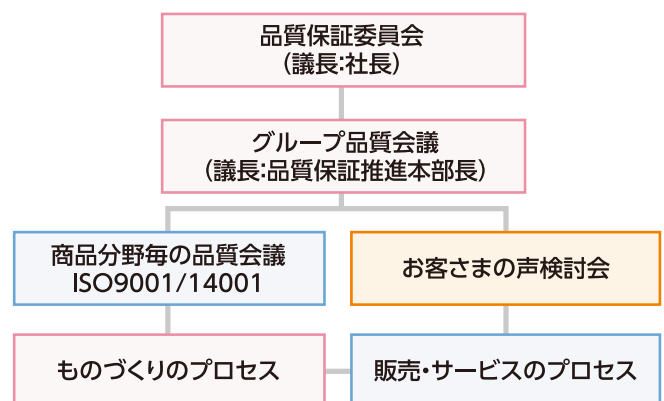 品質保証委員会
（議長：社長）
グループ品質会議
（議長：品質保証推進本部長）
商品分野毎の品質会議
ISO9001/14001
お客さまの声検討会
ものづくりのプロセス
販売・サービスのプロセス